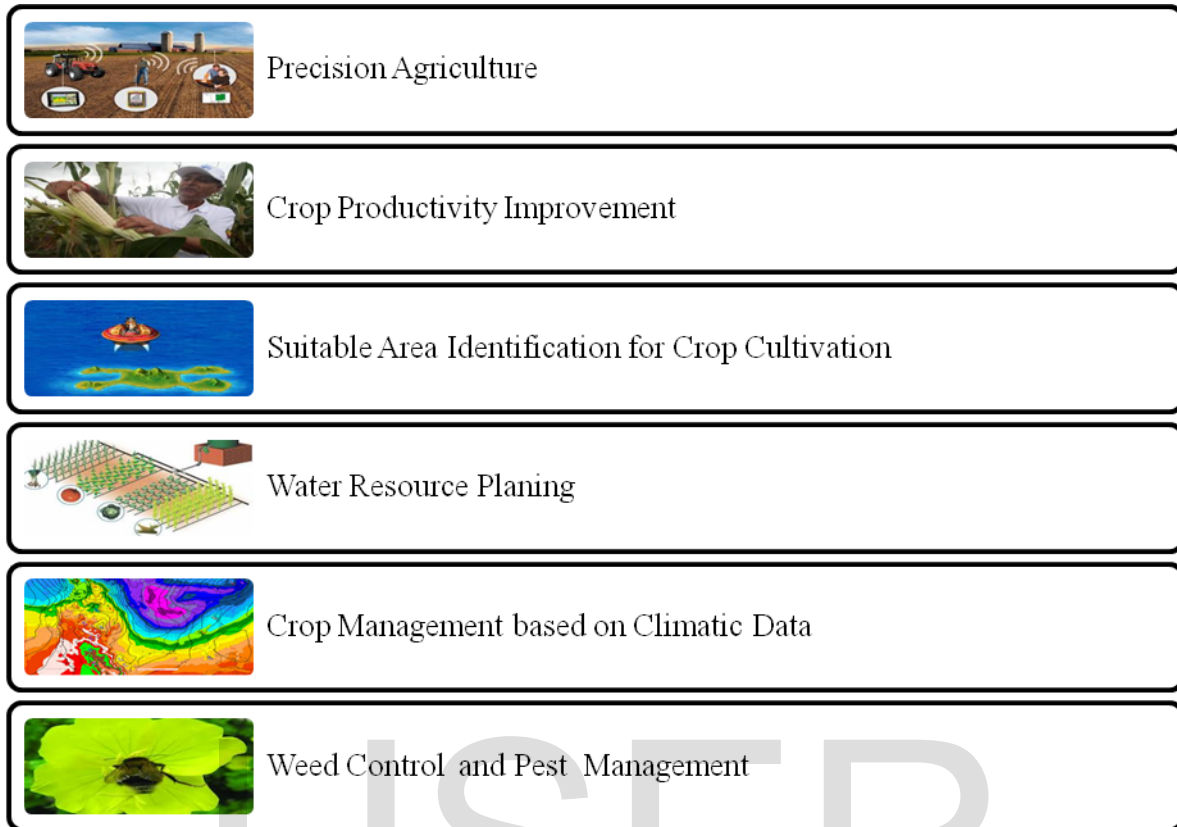 Precision Agriculture
Crop Productivity Improvement
Suitable Area Identification for Crop Cultivation
Water Resource Planing
Crop Management based on Climatic Data
Weed Control and Pest Management